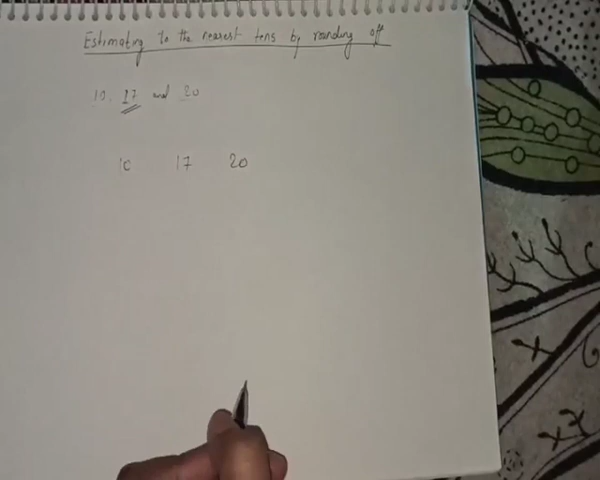 Estimating to the nearest tens by rounding off
10, 17 and 20
10 17 20